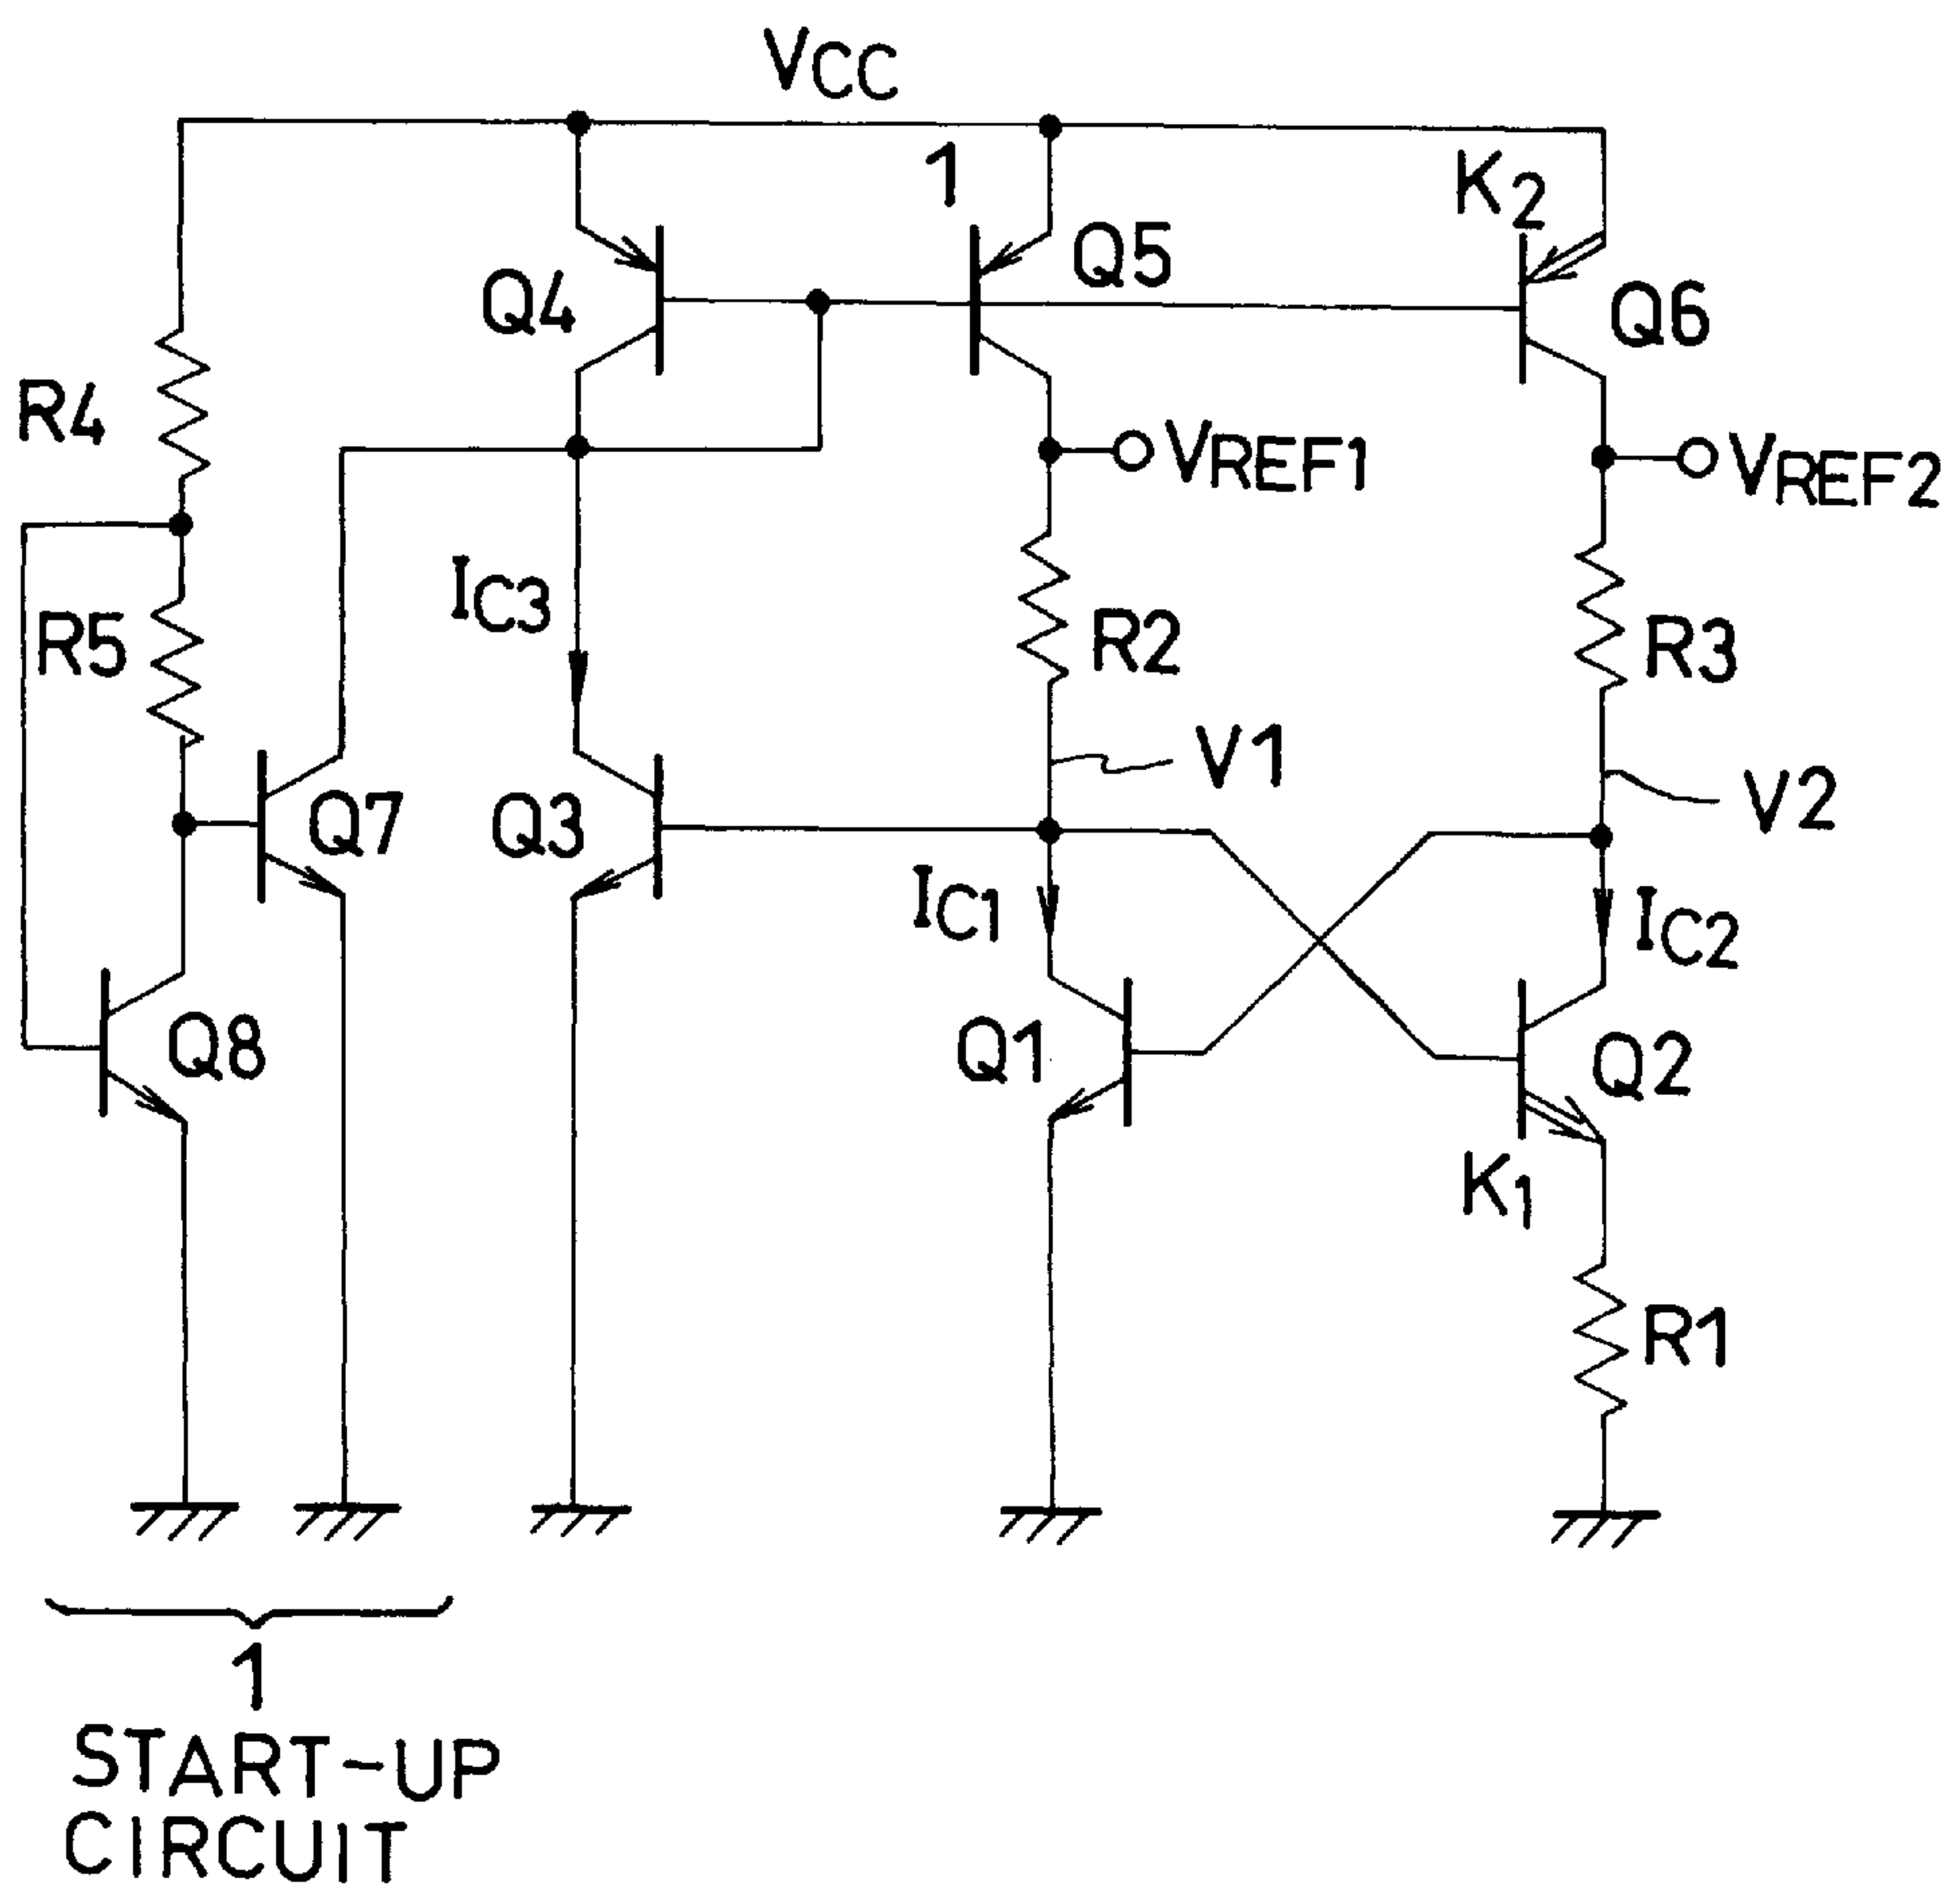 VCC
1
K2
Q4
Q5
Q6
R4
VREF1
VREF2
IC3
R5
R2
R3
V1
V2
Q7
Q3
IC1
IC2
Q8
Q1
Q2
K1
R1
1
START-UP
CIRCUIT